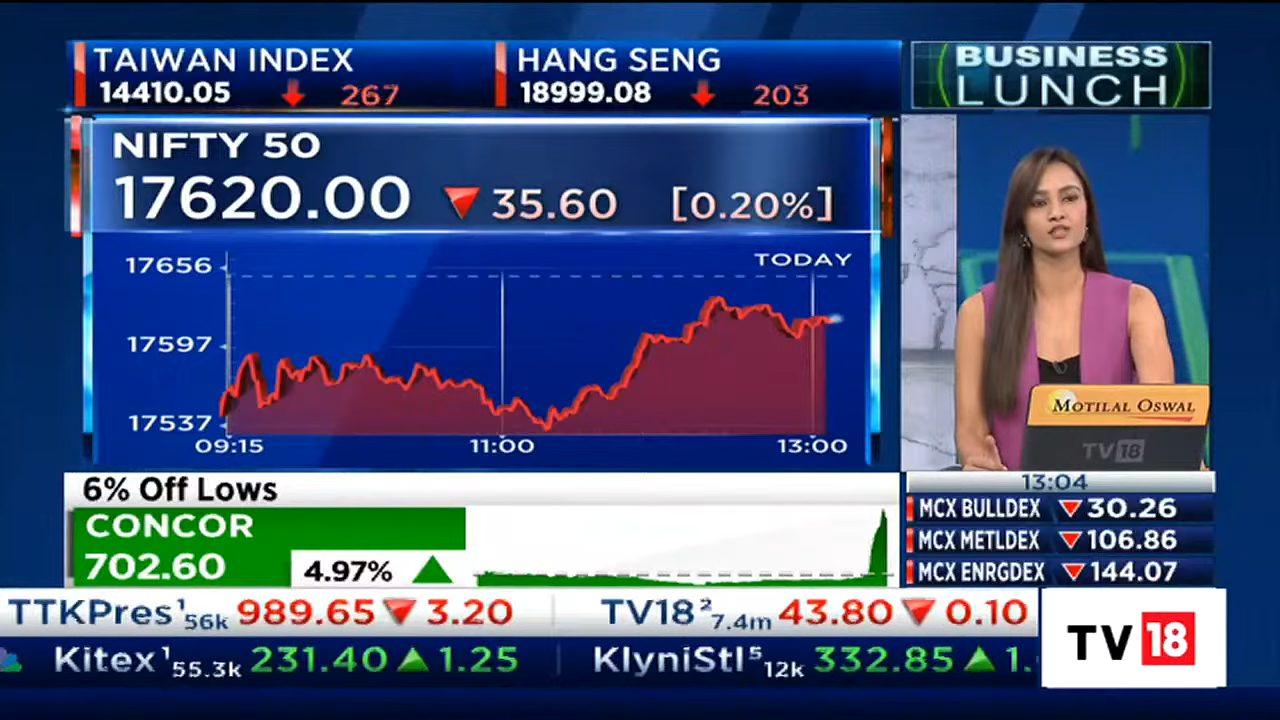 TAIWAN INDEX
14410.05 267
HANG SENG
18999.08 203
BUSINESS
LUNCH
NIFTY 50
17620.00 35.60 [0.20%]
TODAY
17656
17597
17537
09:15 11:00 13:00
MOTILAL OSWAL
TV18
13:04
MCX BULLDEX 30.26
MCX METLDEX 106.86
MCX ENRGDEX 144.07
6% Off Lows
CONCOR
702.60 4.97%
TTKPres 1 56k 989.65 3.20 TV18 2 7.4m 43.80 0.10
Kitex 1 55.3k 231.40 1.25 KlyniStl 5 12k 332.85 1.
TV18